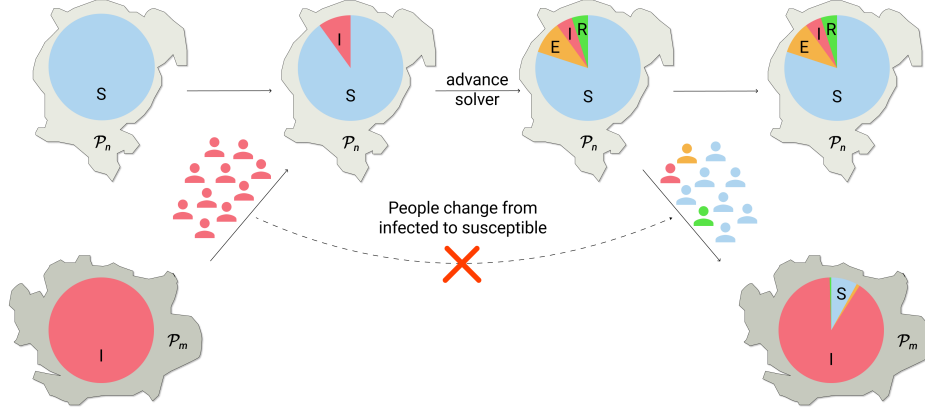 S
𝒫ₙ
I
S
𝒫ₙ
advance
solver
E
I
R
S
𝒫ₙ
E
I
R
S
𝒫ₙ
People change from
infected to susceptible
I
𝒫ₘ
S
I
𝒫ₘ